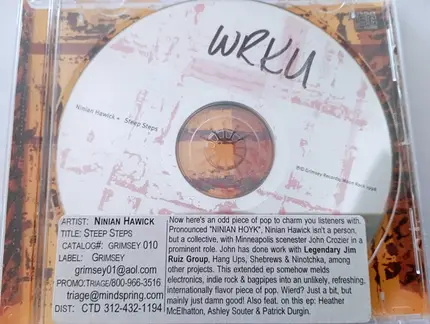 WRKU
Ninian Hawick • Steep Steps
ARTIST: NINIAN HAWICK
TITLE: STEEP STEPS
CATALOG#: GRIMSEY 010
LABEL: GRIMSEY
grimsey01@aol.com
PROMO:TRIAGE/800-966-3516
triage@mindspring.com
DIST: CTD 312-432-1194
Now here's an odd piece of pop to charm you listeners with.
Pronounced "NINIAN HOYK", Ninian Hawick isn't a person,
but a collective, with Minneapolis scenester John Crozier in a
prominent role. John has done work with Legendary Jim
Ruiz Group, Hang Ups, Shebrews & Ninotchka, among
other projects. This extended ep somehow melds
electronics, indie rock & bagpipes into an unlikely, refreshing,
internationally flavor piece of pop. Wierd? Just a bit, but
mainly just damn good! Also feat. on this ep: Heather
McElhatton, Ashley Souter & Patrick Durgin.